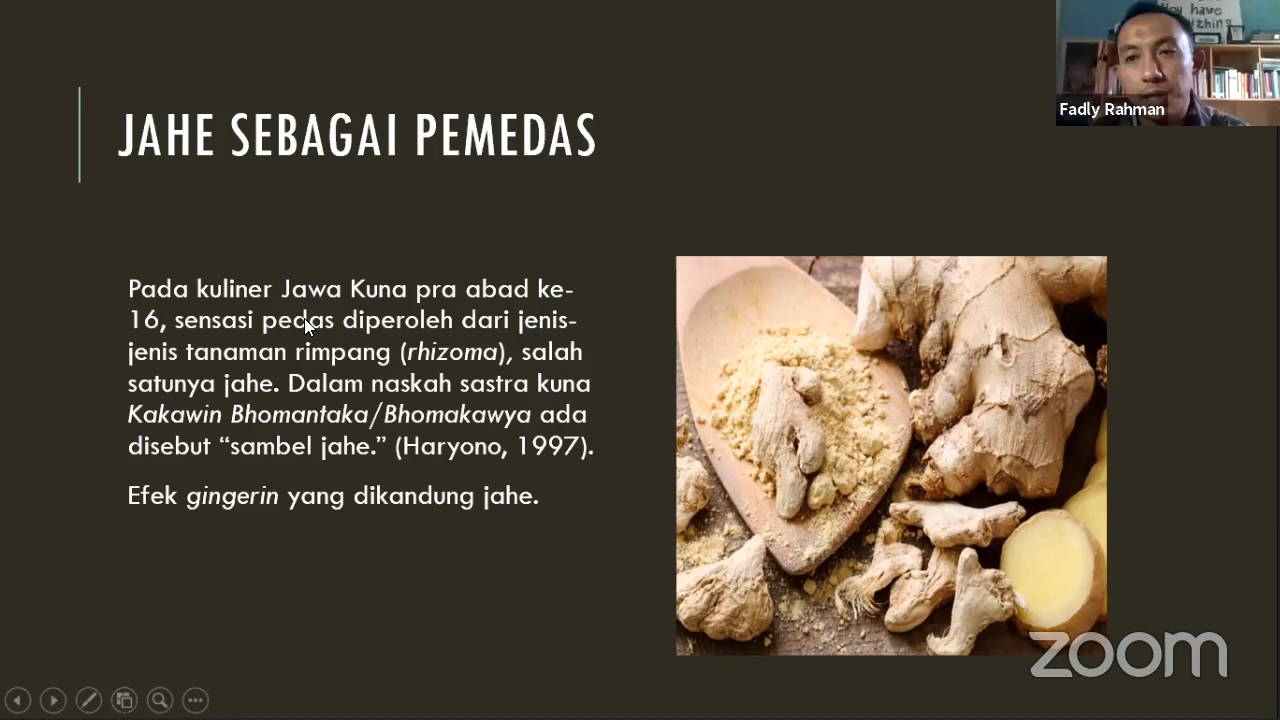 JAHE SEBAGAI PEMEDAS
Pada kuliner Jawa Kuna pra abad ke-
16, sensasi pedas diperoleh dari jenis-
jenis tanaman rimpang (rhizoma), salah
satunya jahe. Dalam naskah sastra kuna
Kakawin Bhomantaka/Bhomakawya ada
disebut “sambel jahe.” (Haryono, 1997).
Efek gingerin yang dikandung jahe.
have
Fadly Rahman
zoom